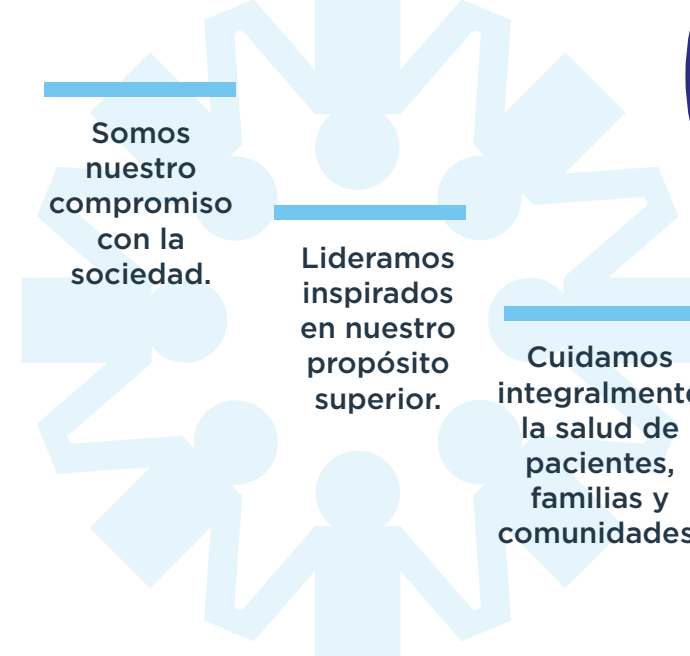 Somos
nuestro
compromiso
con la
sociedad.
Lideramos
inspirados
en nuestro
propósito
superior.
Cuidamos
integralmente
la salud de
pacientes,
familias y
comunidades